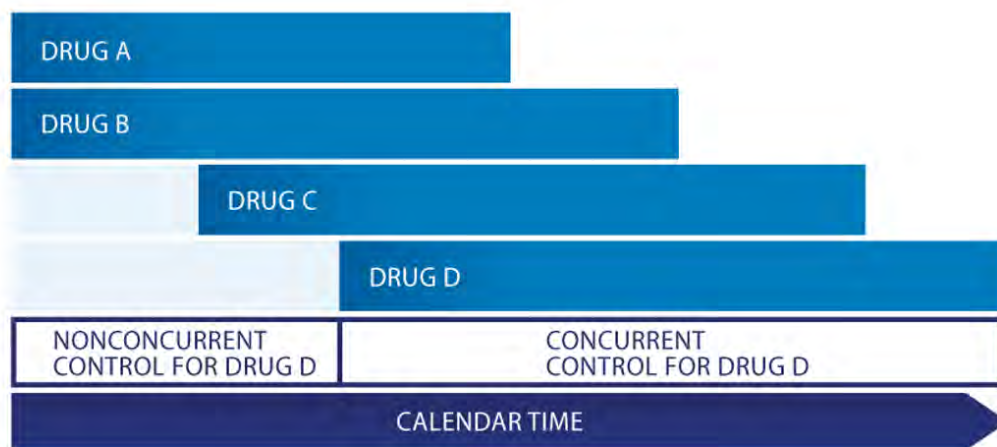 DRUG A
DRUG B
DRUG C
DRUG D
NONCONCURRENT
CONTROL FOR DRUG D
CONCURRENT
CONTROL FOR DRUG D
CALENDAR TIME